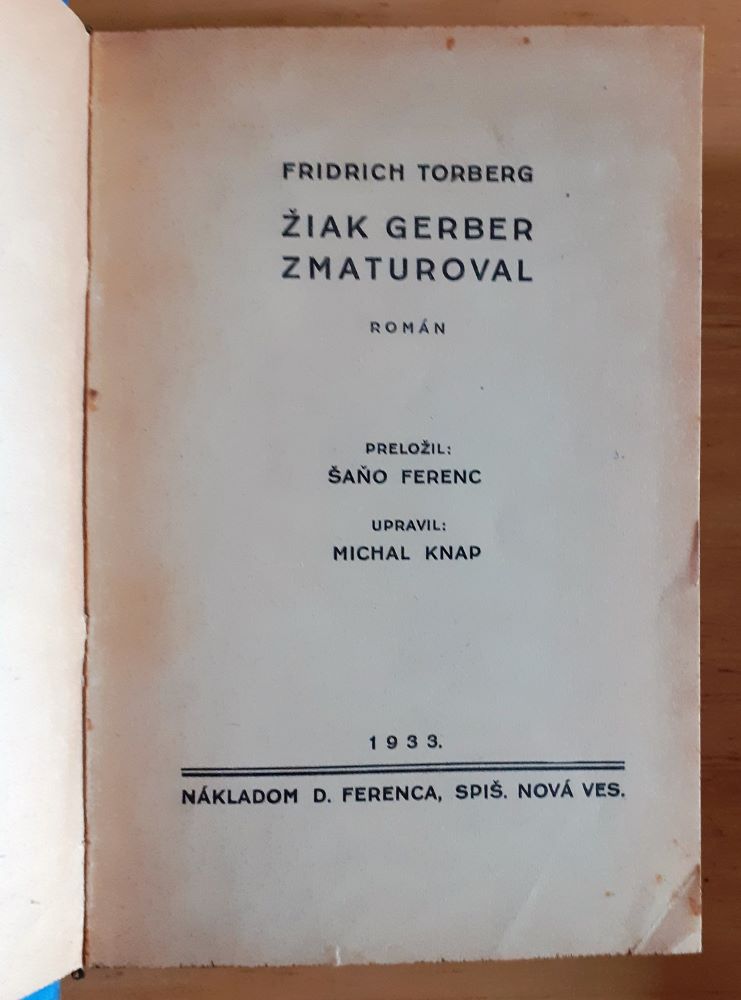 FRIDRICH TORBERG
ŽIAK GERBER
ZMATUROVAL
ROMÁN
PRELOŽIL:
ŠAŇO FERENC
UPRAVIL:
MICHAL KNAP
1933.
NÁKLADOM D. FERENCA, SPIŠ. NOVÁ VES.